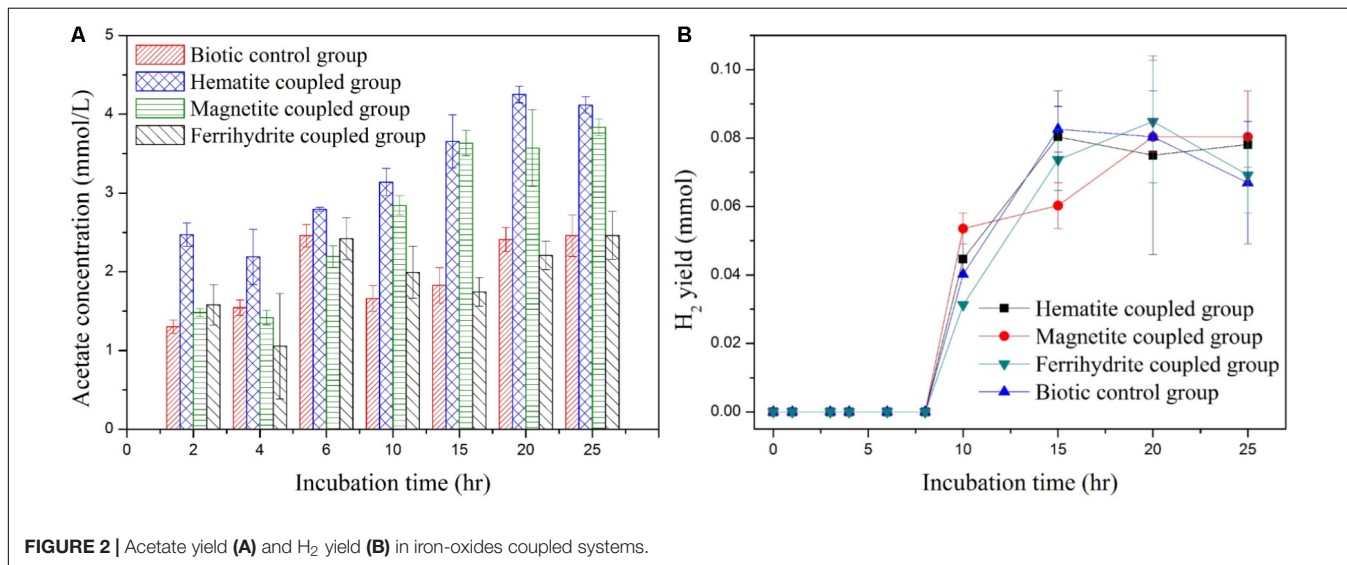 A
Acetate concentration (mmol/L)
5
4
3
2
1
0
Biotic control group
Hematite coupled group
Magnetite coupled group
Ferrihydrite coupled group
0 2 4 6 10 15 20 25
Incubation time (hr)
B
H₂ yield (mmol)
0.10
0.08
0.06
0.04
0.02
0.00
Hematite coupled group
Magnetite coupled group
Ferrihydrite coupled group
Biotic control group
0 5 10 15 20 25
Incubation time (hr)
FIGURE 2 | Acetate yield (A) and H₂ yield (B) in iron-oxides coupled systems.